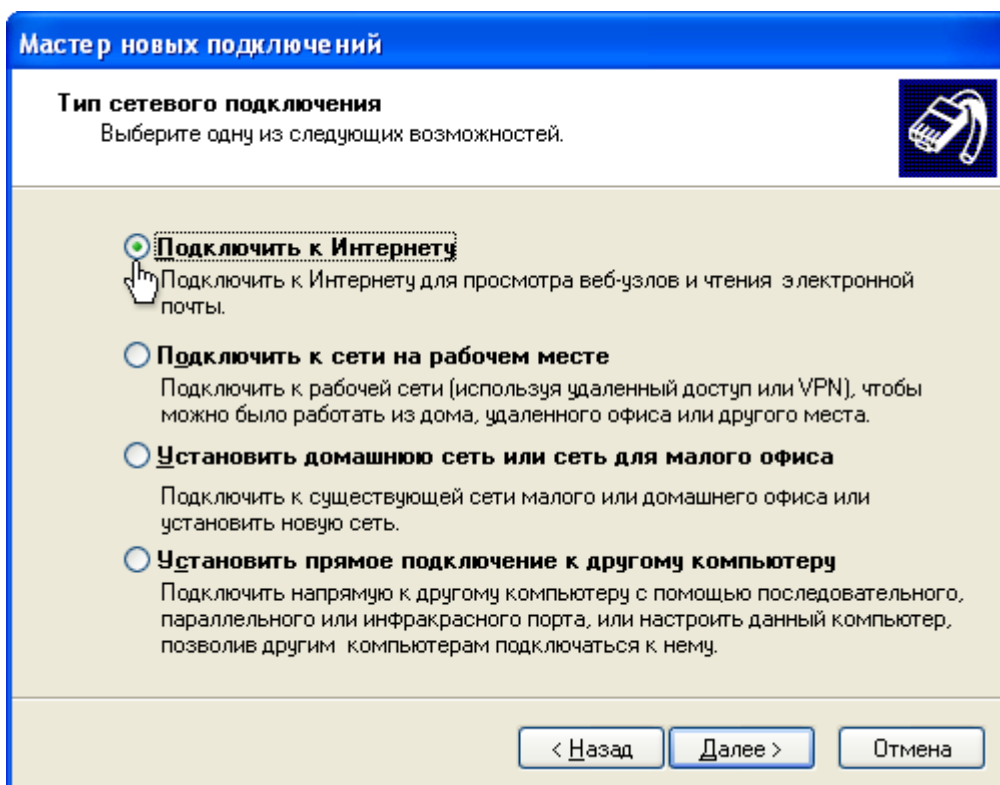 Мастер новых подключений
Тип сетевого подключения
Выберите одну из следующих возможностей.
Подключить к Интернету
Подключить к Интернету для просмотра веб-узлов и чтения электронной
почты.
Подключить к сети на рабочем месте
Подключить к рабочей сети (используя удаленный доступ или VPN), чтобы
можно было работать из дома, удаленного офиса или другого места.
Установить домашнюю сеть или сеть для малого офиса
Подключить к существующей сети малого или домашнего офиса или
установить новую сеть.
Установить прямое подключение к другому компьютеру
Подключить напрямую к другому компьютеру с помощью последовательного,
параллельного или инфракрасного порта, или настроить данный компьютер,
позволив другим компьютерам подключаться к нему.
< Назад Далее > Отмена